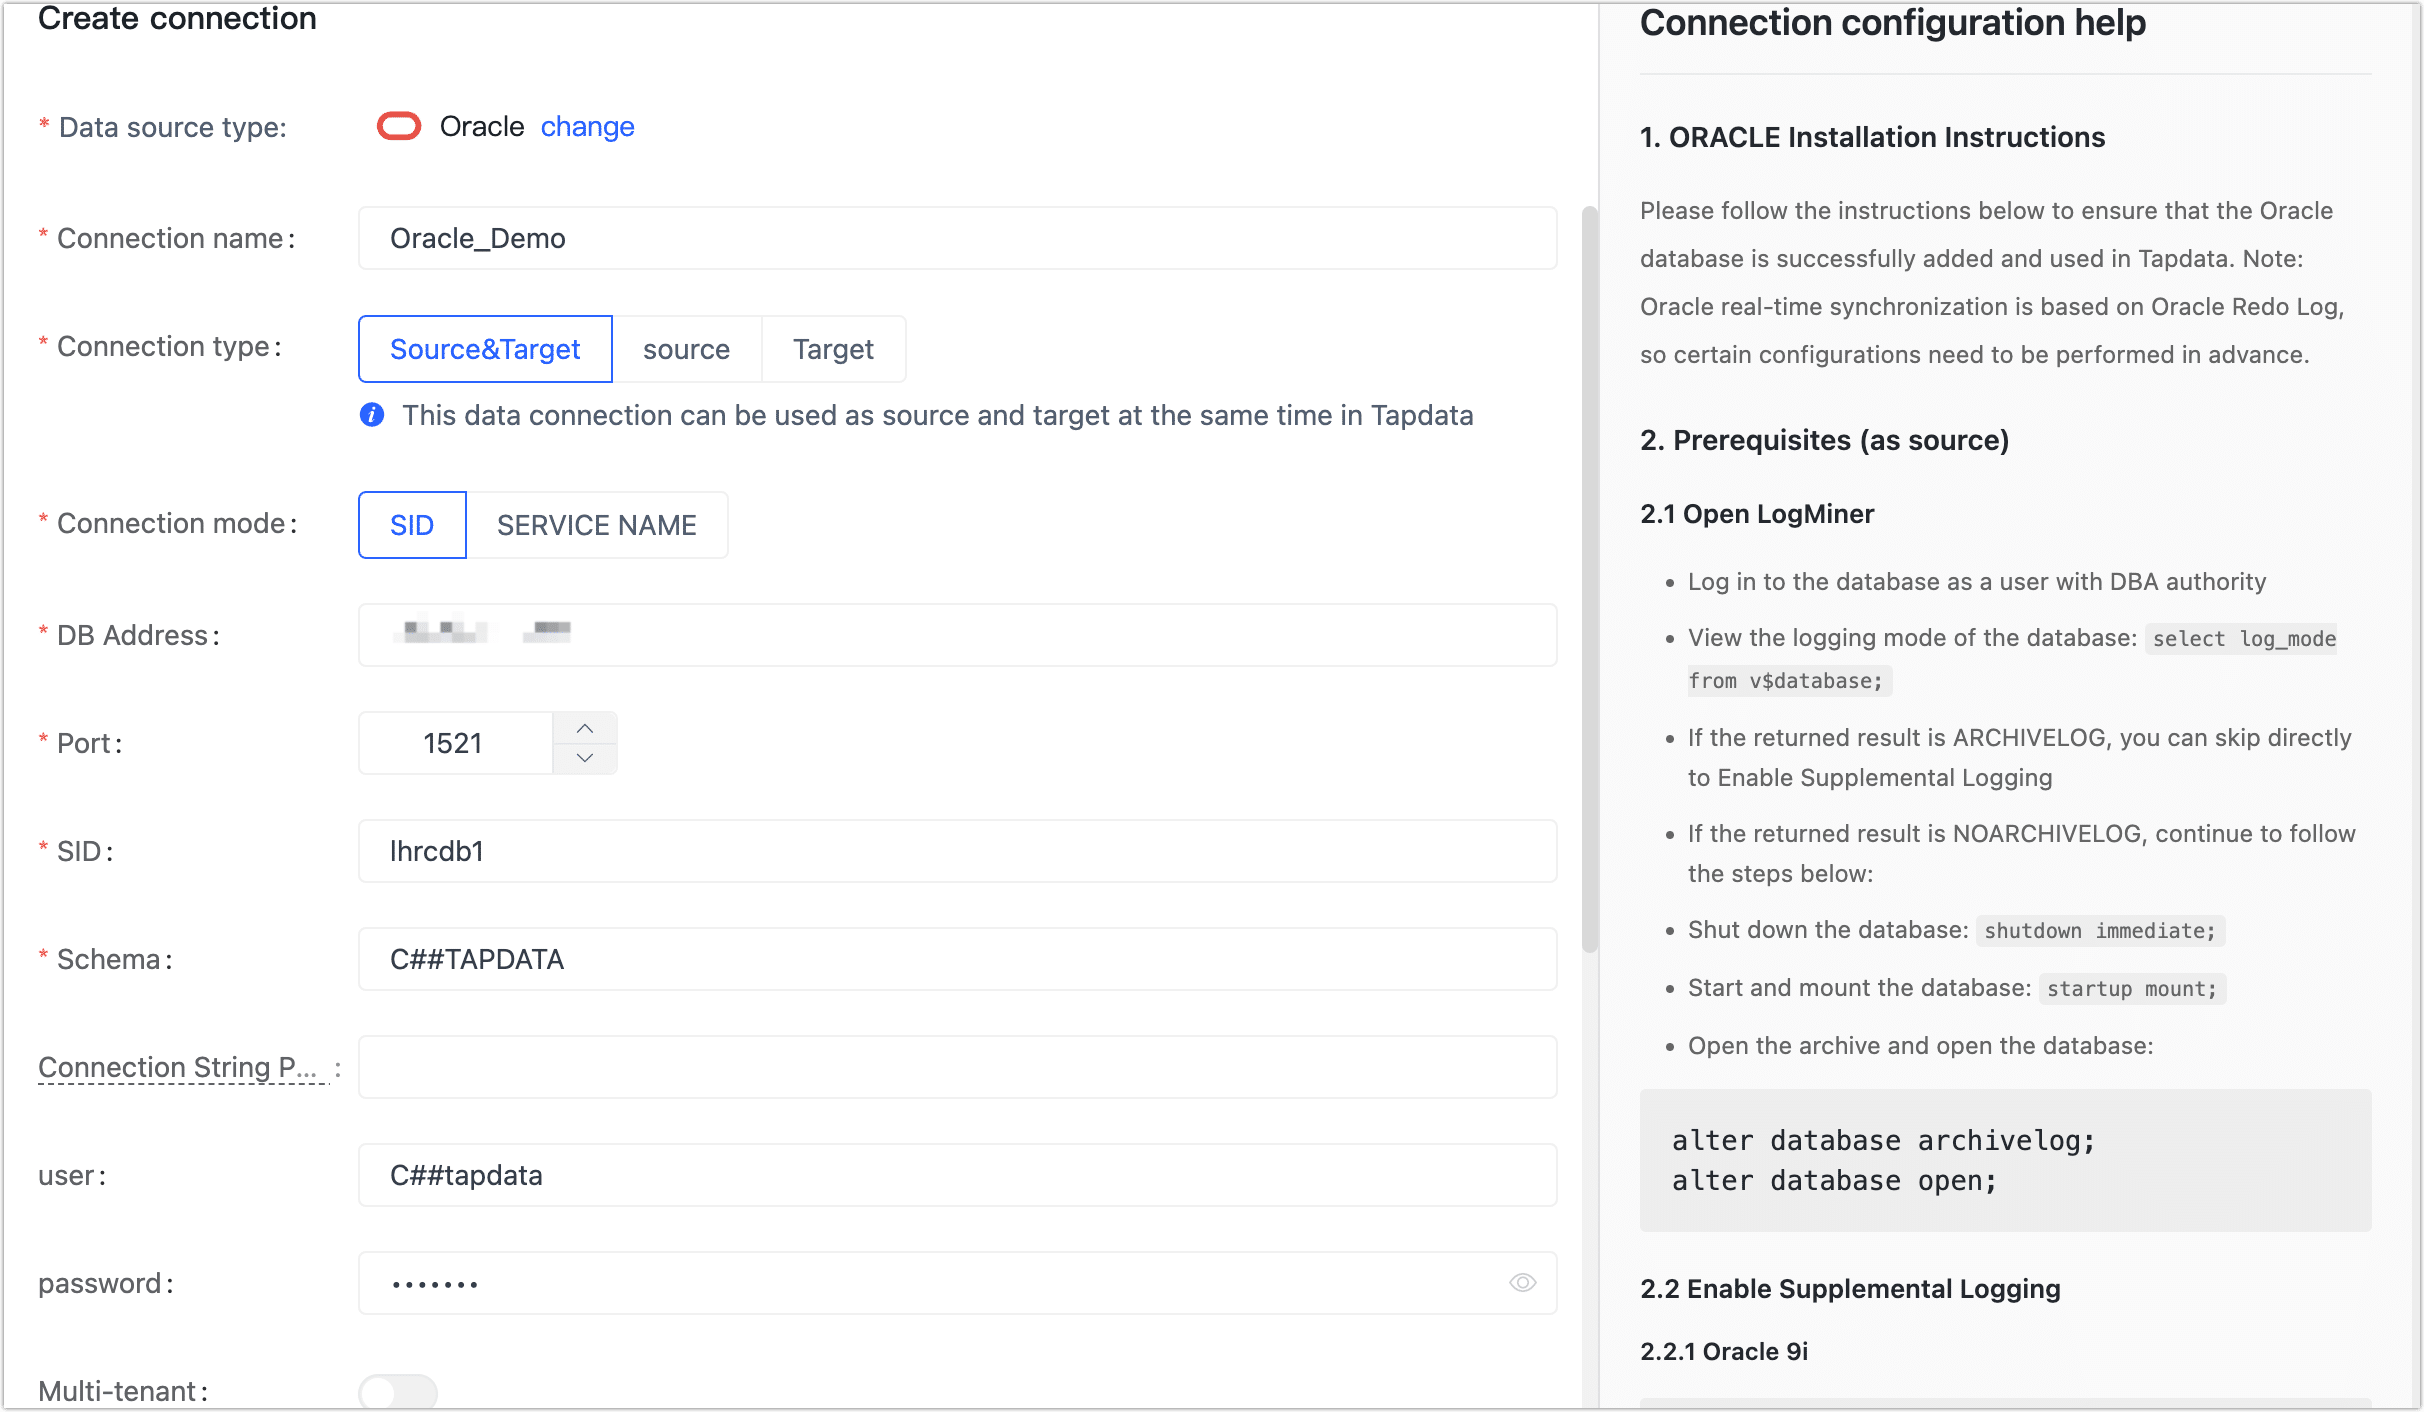 Create connection
* Data source type:
Oracle change
* Connection name:
Oracle_Demo
* Connection type:
Source&Target
source
Target
This data connection can be used as source and target at the same time in Tapdata
* Connection mode:
SID
SERVICE NAME
* DB Address:
* Port:
1521
* SID:
lhrcdb1
* Schema:
C##TAPDATA
Connection String P... :
user:
C##tapdata
password:
•••••••
Multi-tenant:
Connection configuration help
1. ORACLE Installation Instructions
Please follow the instructions below to ensure that the Oracle
database is successfully added and used in Tapdata. Note:
Oracle real-time synchronization is based on Oracle Redo Log,
so certain configurations need to be performed in advance.
2. Prerequisites (as source)
2.1 Open LogMiner
• Log in to the database as a user with DBA authority
• View the logging mode of the database: select log_mode
from v$database;
• If the returned result is ARCHIVELOG, you can skip directly
to Enable Supplemental Logging
• If the returned result is NOARCHIVELOG, continue to follow
the steps below:
• Shut down the database: shutdown immediate;
• Start and mount the database: startup mount;
• Open the archive and open the database:
alter database archivelog;
alter database open;
2.2 Enable Supplemental Logging
2.2.1 Oracle 9i